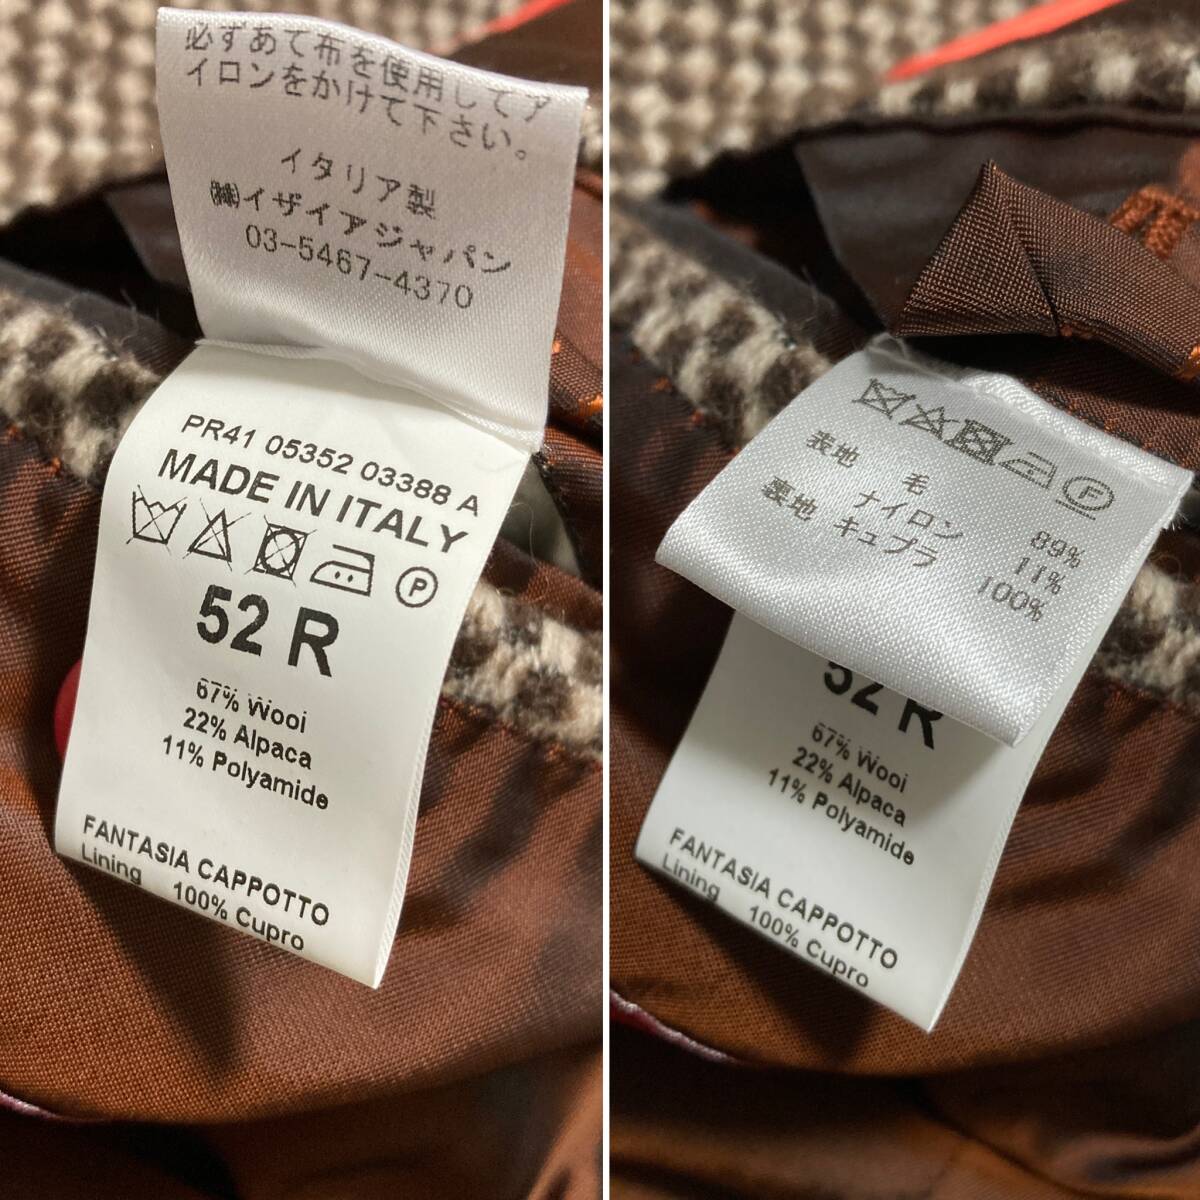 必ずあて布を使用してア
イロンをかけて下さい。
イタリア製
㈱イザイアジャパン
03-5467-4370
PR41 05352 03388 A
MADE IN ITALY
P
52 R
67% Wool
22% Alpaca
11% Polyamide
FANTASIA CAPPOTTO
Lining 100% Cupro
P
表地 毛 89%
ナイロン 11%
裏地 キュプラ 100%
52 R
67% Wool
22% Alpaca
11% Polyamide
FANTASIA CAPPOTTO
Lining 100% Cupro